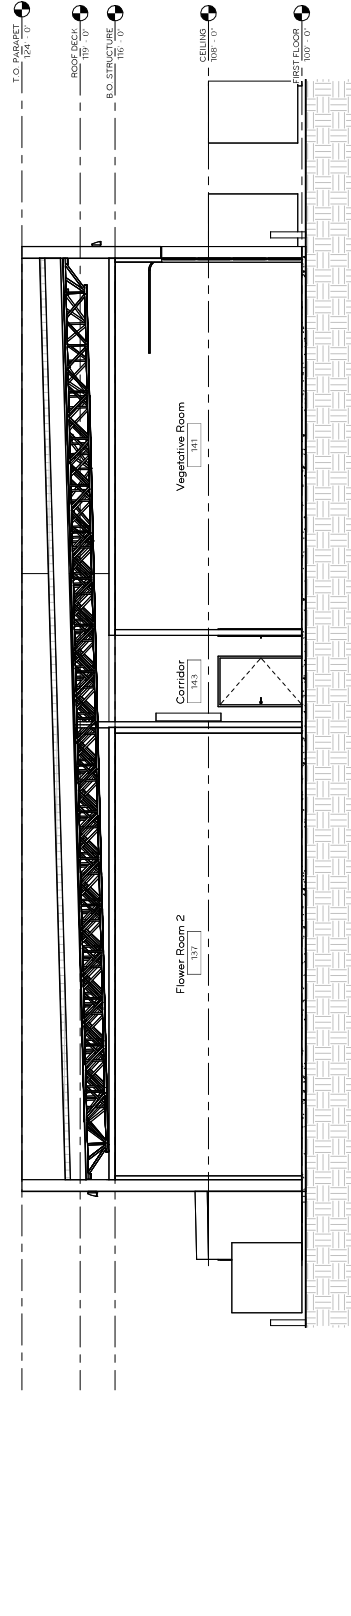 T.O. PARAPET
124' - 0"
ROOF DECK
119' - 0"
B.O. STRUCTURE
116' - 0"
CEILING
108' - 0"
FIRST FLOOR
100' - 0"
Vegetative Room
141
Corridor
143
Flower Room 2
137